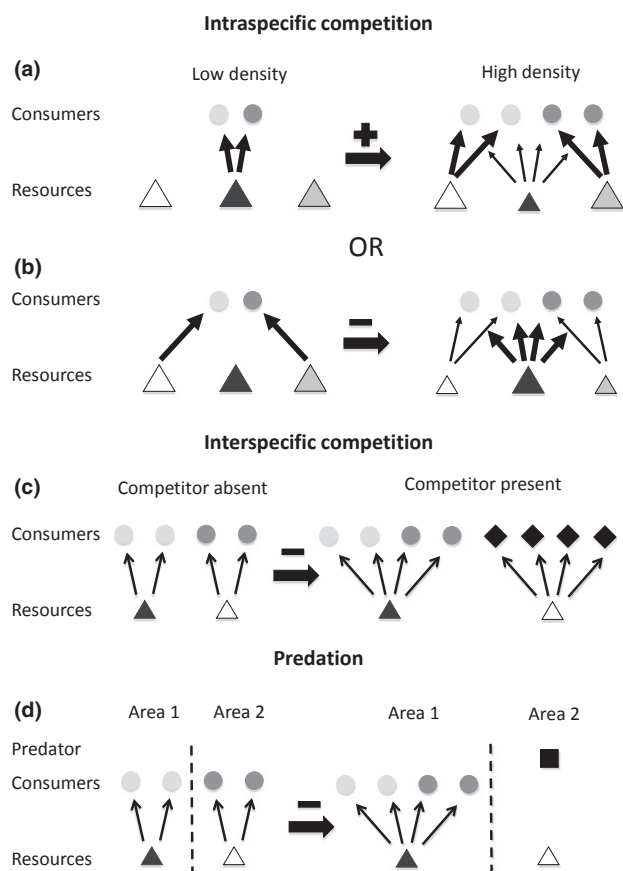 Intraspecific competition
(a)
Low density
High density
Consumers
+
Resources
OR
(b)
Consumers
–
Resources
Interspecific competition
(c)
Competitor absent
Competitor present
Consumers
–
Resources
Predation
(d)
Area 1 Area 2 Area 1 Area 2
Predator
Consumers
–
Resources